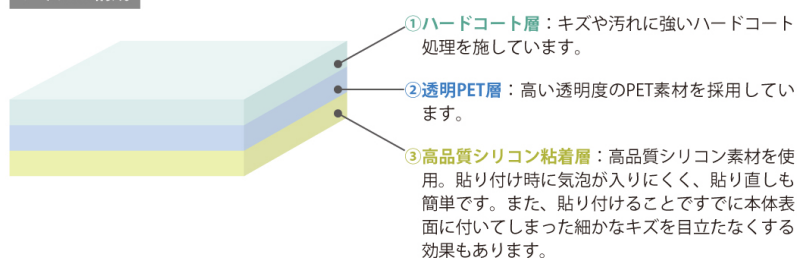 ①ハードコート層：キズや汚れに強いハードコート
処理を施しています。
②透明PET層：高い透明度のPET素材を採用してい
ます。
③高品質シリコン粘着層：高品質シリコン素材を使
用。貼り付け時に気泡が入りにくく、貼り直しも
簡単です。また、貼り付けることですでに本体表
面に付いてしまった細かなキズを目立たなくする
効果もあります。